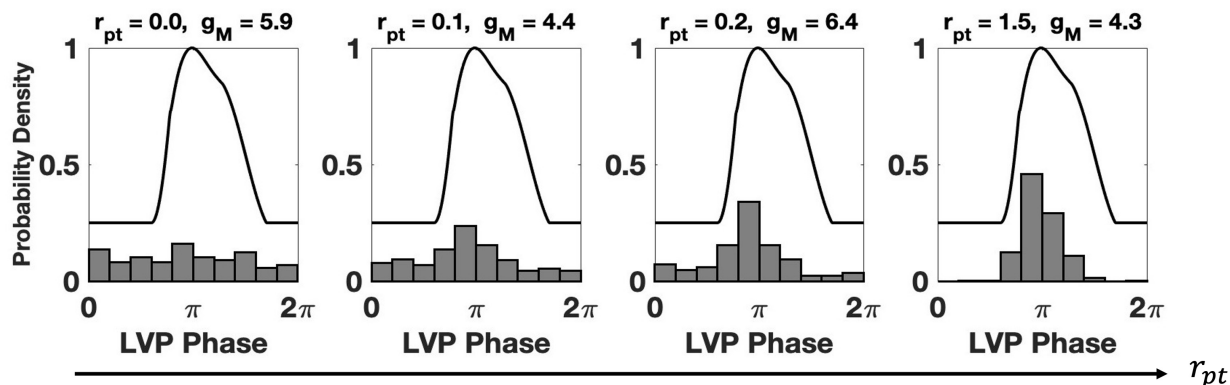 r_pt = 0.0, g_M = 5.9
r_pt = 0.1, g_M = 4.4
r_pt = 0.2, g_M = 6.4
r_pt = 1.5, g_M = 4.3
Probability Density
1
0.5
0
0 π 2π
LVP Phase
1
0.5
0
0 π 2π
LVP Phase
1
0.5
0
0 π 2π
LVP Phase
1
0.5
0
0 π 2π
LVP Phase
r_pt